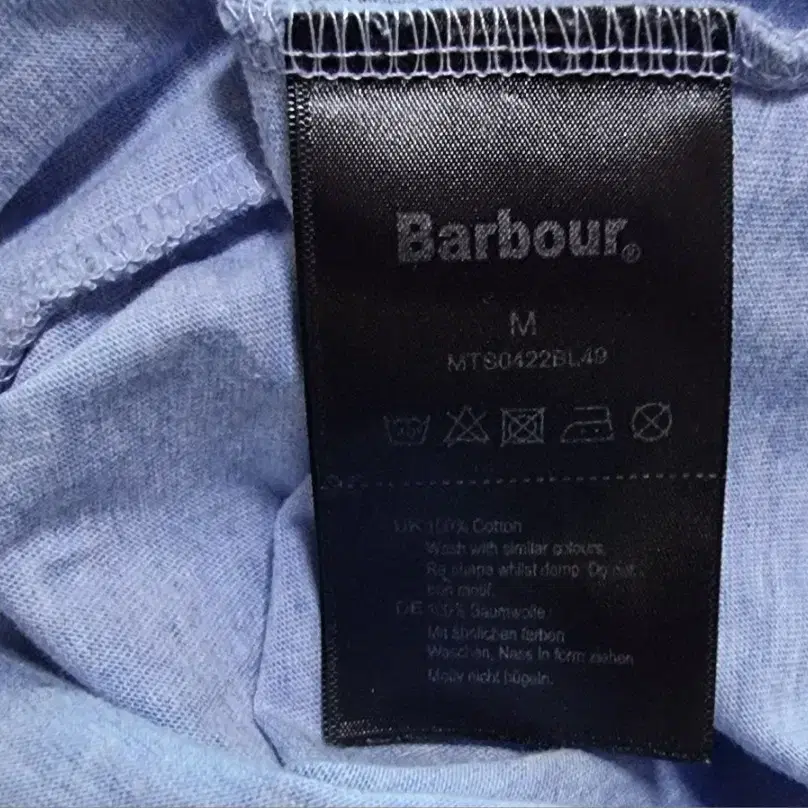 Barbour®
M
MTS0422BL49
UK 100% Cotton
Wash with similar colours.
Re shape whilst damp. Do not
iron motif.
DE 100% Baumwolle
Mit ähnlichen farben
Waschen, Nass in form ziehen
Motiv nicht bügeln.